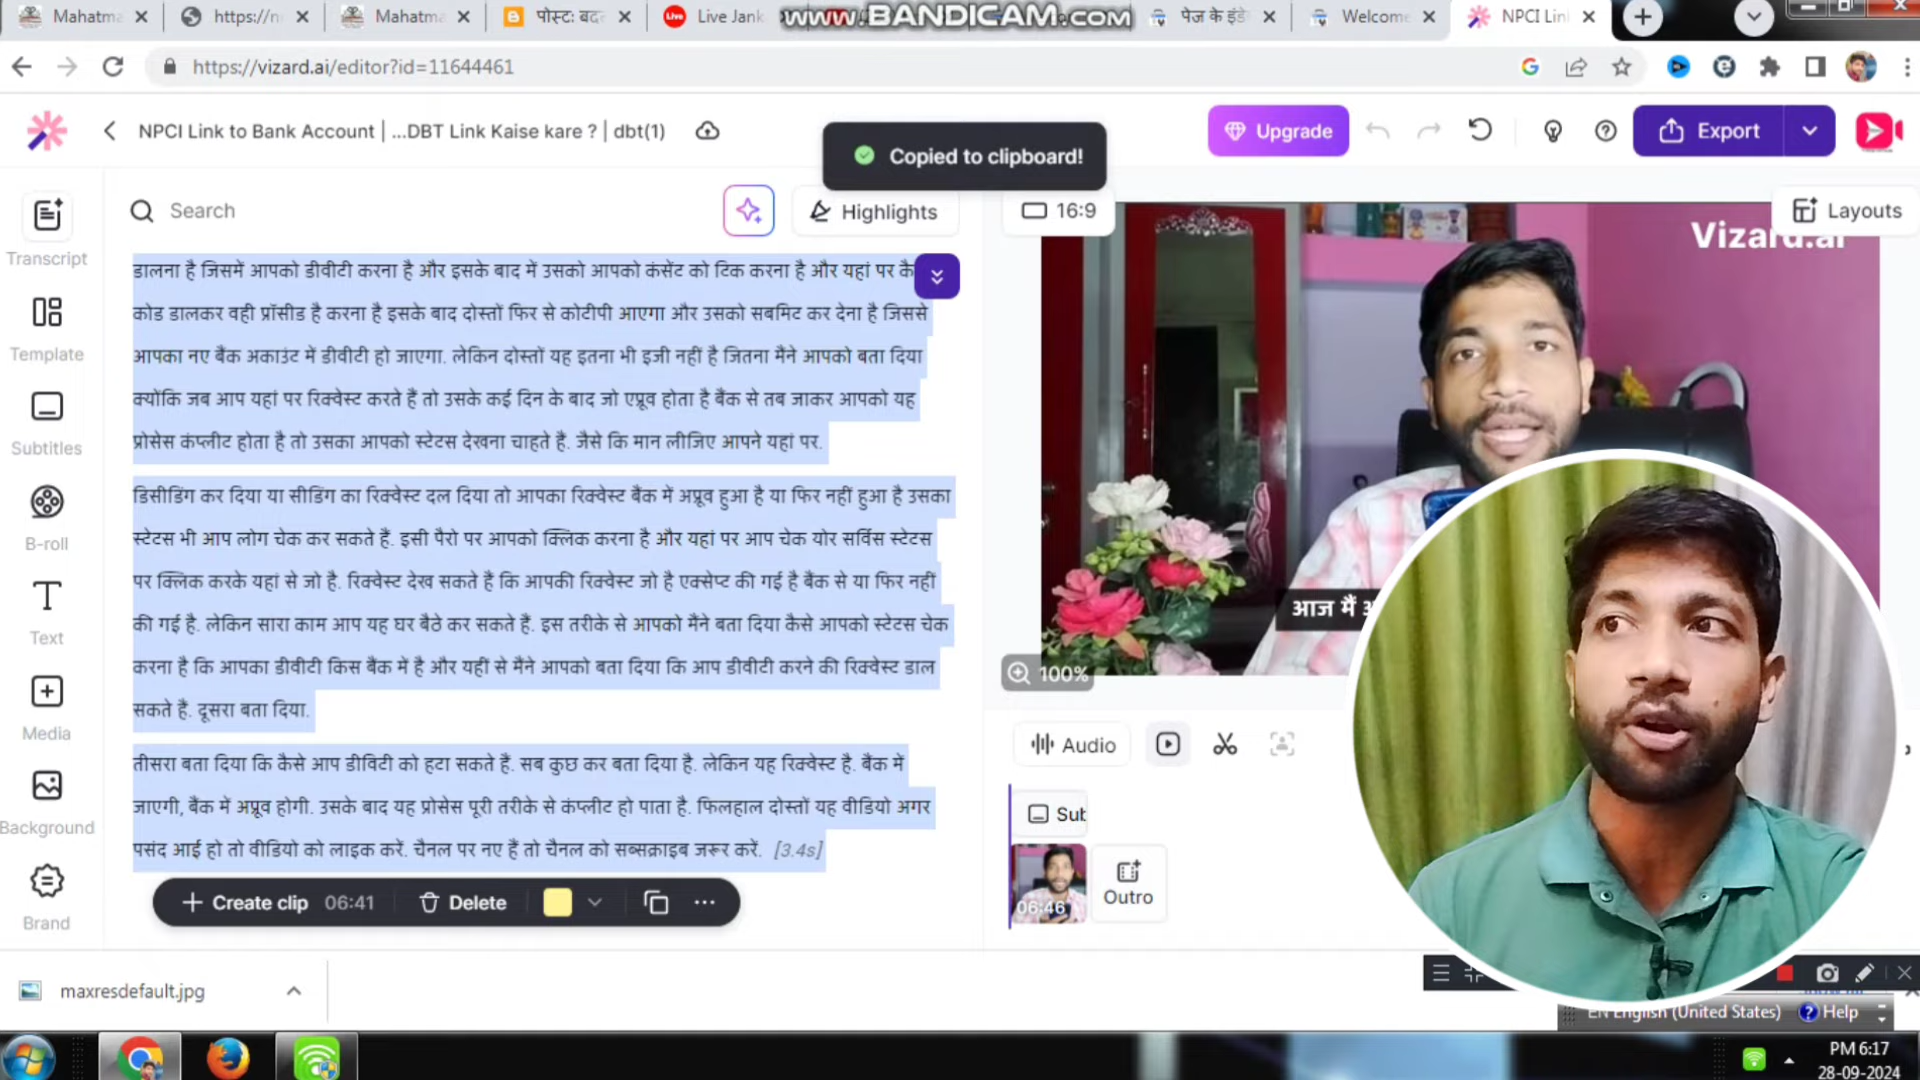 Mahatma
https://n
Mahatma
पोस्टः बद
Live Jank
www.BANDICAM.com
पेज के इंडे
Welcome
NPCI Lin
https://vizard.ai/editor?id=11644461
NPCI Link to Bank Account | ...DBT Link Kaise kare ? | dbt(1)
Copied to clipboard!
Upgrade
Export
Search
Highlights
16:9
Layouts
Vizard.ai
Transcript
Template
Subtitles
B-roll
Text
Media
Background
Brand
डालना है जिसमें आपको डीवीटी करना है और इसके बाद में उसको आपको कंसेंट को टिक करना है और यहां पर कै
कोड डालकर वही प्रॉसीड है करना है इसके बाद दोस्तों फिर से कोटीपी आएगा और उसको सबमिट कर देना है जिससे
आपका नए बैंक अकाउंट में डीवीटी हो जाएगा. लेकिन दोस्तों यह इतना भी इजी नहीं है जितना मैंने आपको बता दिया
क्योंकि जब आप यहां पर रिक्वेस्ट करते हैं तो उसके कई दिन के बाद जो एप्रूव होता है बैंक से तब जाकर आपको यह
प्रोसेस कंप्लीट होता है तो उसका आपको स्टेटस देखना चाहते हैं. जैसे कि मान लीजिए आपने यहां पर.
डिसीडिंग कर दिया या सीडिंग का रिक्वेस्ट दल दिया तो आपका रिक्वेस्ट बैंक में अप्रूव हुआ है या फिर नहीं हुआ है उसका
स्टेटस भी आप लोग चेक कर सकते हैं. इसी पैरो पर आपको क्लिक करना है और यहां पर आप चेक योर सर्विस स्टेटस
पर क्लिक करके यहां से जो है. रिक्वेस्ट देख सकते हैं कि आपकी रिक्वेस्ट जो है एक्सेप्ट की गई है बैंक से या फिर नहीं
की गई है. लेकिन सारा काम आप यह घर बैठे कर सकते हैं. इस तरीके से आपको मैंने बता दिया कैसे आपको स्टेटस चेक
करना है कि आपका डीवीटी किस बैंक में है और यहीं से मैंने आपको बता दिया कि आप डीवीटी करने की रिक्वेस्ट डाल
सकते हैं. दूसरा बता दिया.
तीसरा बता दिया कि कैसे आप डीविटी को हटा सकते हैं. सब कुछ कर बता दिया है. लेकिन यह रिक्वेस्ट है. बैंक में
जाएगी, बैंक में अप्रूव होगी. उसके बाद यह प्रोसेस पूरी तरीके से कंप्लीट हो पाता है. फिलहाल दोस्तों यह वीडियो अगर
पसंद आई हो तो वीडियो को लाइक करें. चैनल पर नए हैं तो चैनल को सब्सक्राइब जरूर करें. [3.4s]
Create clip 06:41
Delete
आज मैं
100%
Audio
Sut
06:46
Outro
maxresdefault.jpg
EN English (United States)
Help
PM 6:17
28-09-2024